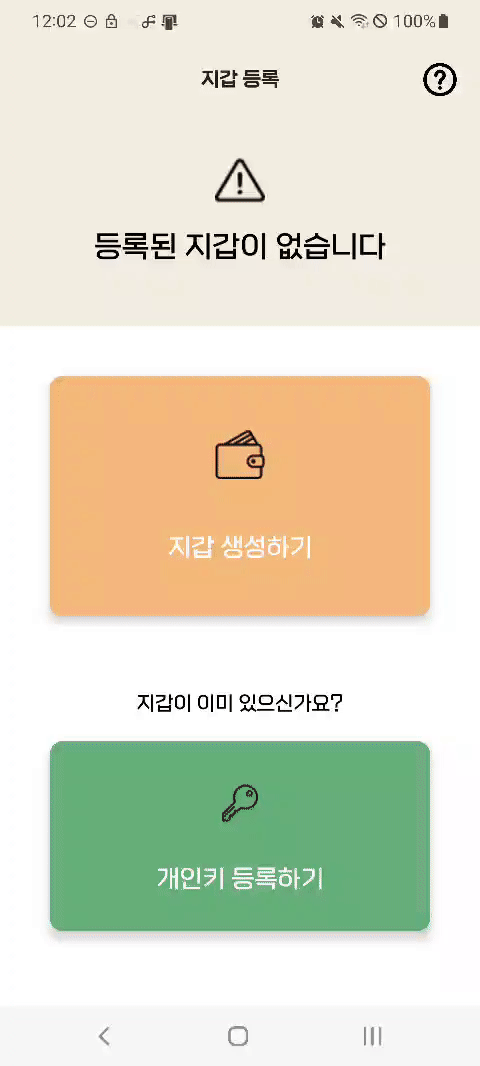 12:02
100%
지갑 등록
등록된 지갑이 없습니다
지갑 생성하기
지갑이 이미 있으신가요?
개인키 등록하기